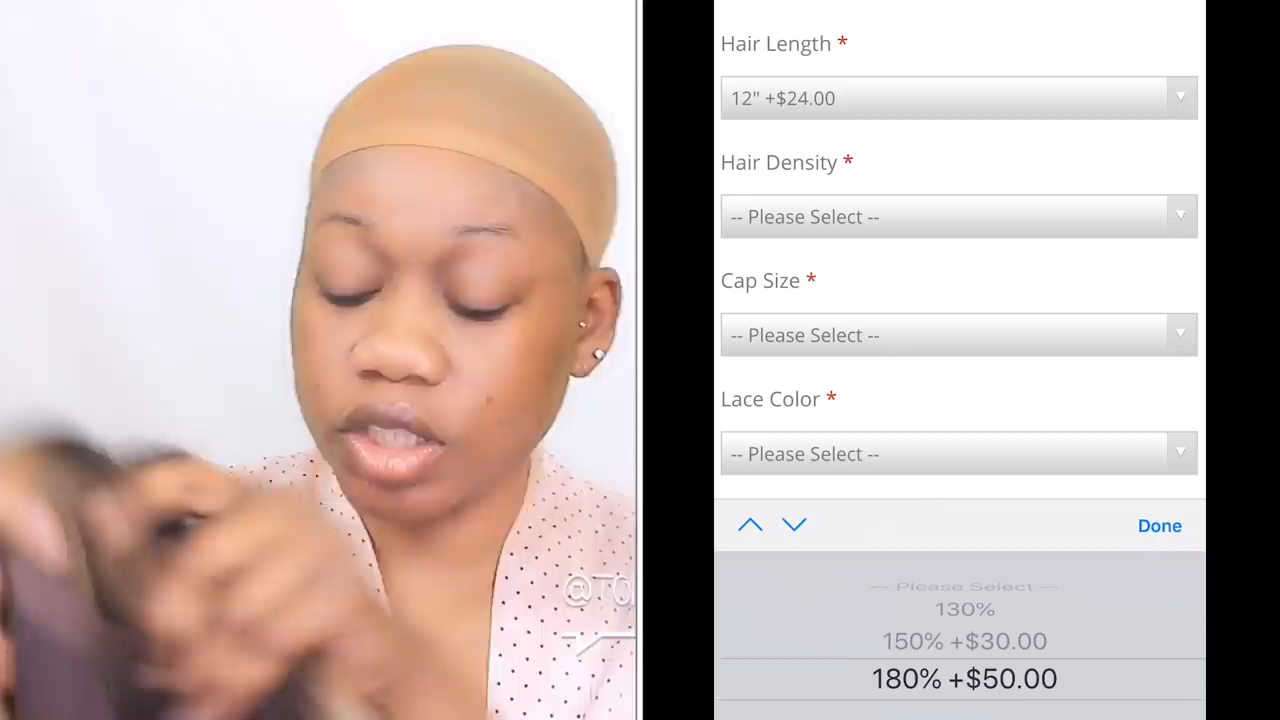 Hair Length *
12" +$24.00
Hair Density *
-- Please Select --
Cap Size *
-- Please Select --
Lace Color *
-- Please Select --
Done
-- Please Select --
130%
150% +$30.00
180% +$50.00